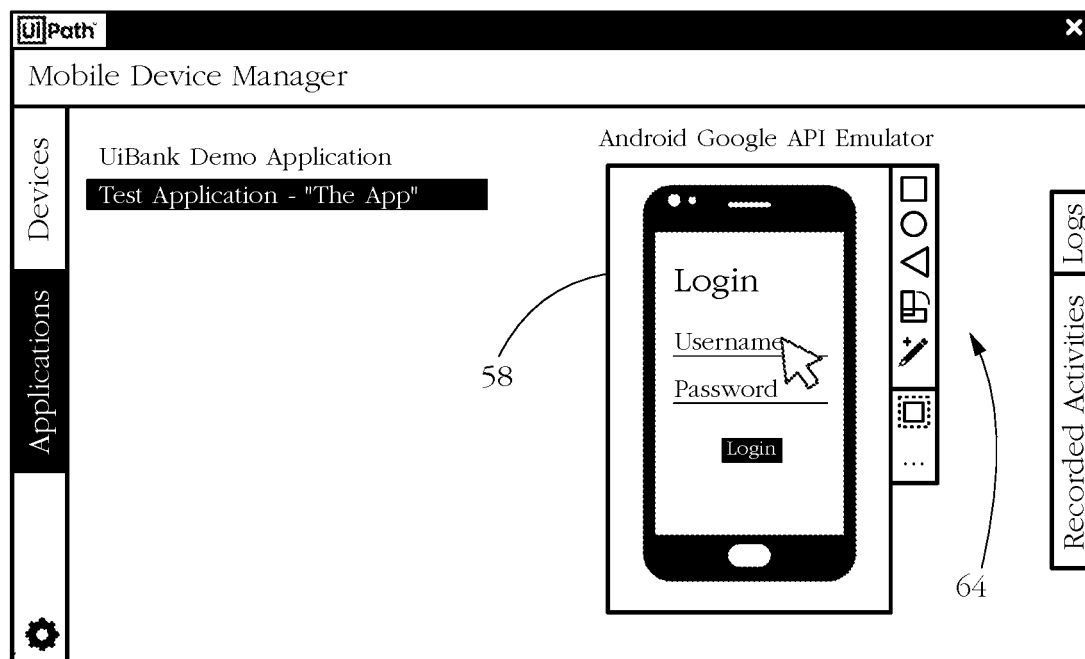 UiPath
Mobile Device Manager
Devices
Applications
UiBank Demo Application
Test Application - "The App"
Android Google API Emulator
Login
Username
Password
Login
...
58
64
Logs
Recorded Activities